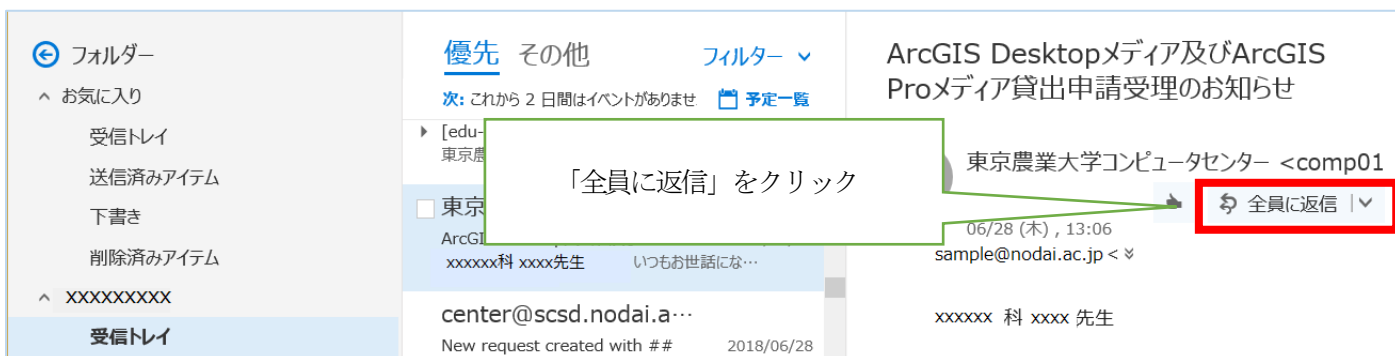 フォルダー
お気に入り
受信トレイ
送信済みアイテム
下書き
削除済みアイテム
xxxxxxxxx
受信トレイ
優先 その他 フィルター
次: これから 2 日間はイベントがありませ 予定一覧
[edu-
東京農
東京
ArcGI
xxxxxx科 xxxx先生 いつもお世話にな…
center@scsd.nodai.a…
New request created with ## 2018/06/28
「全員に返信」をクリック
ArcGIS Desktopメディア及びArcGIS
Proメディア貸出申請受理のお知らせ
東京農業大学コンピュータセンター <comp01
全員に返信
06/28 (木) , 13:06
sample@nodai.ac.jp <
xxxxxx 科 xxxx 先生